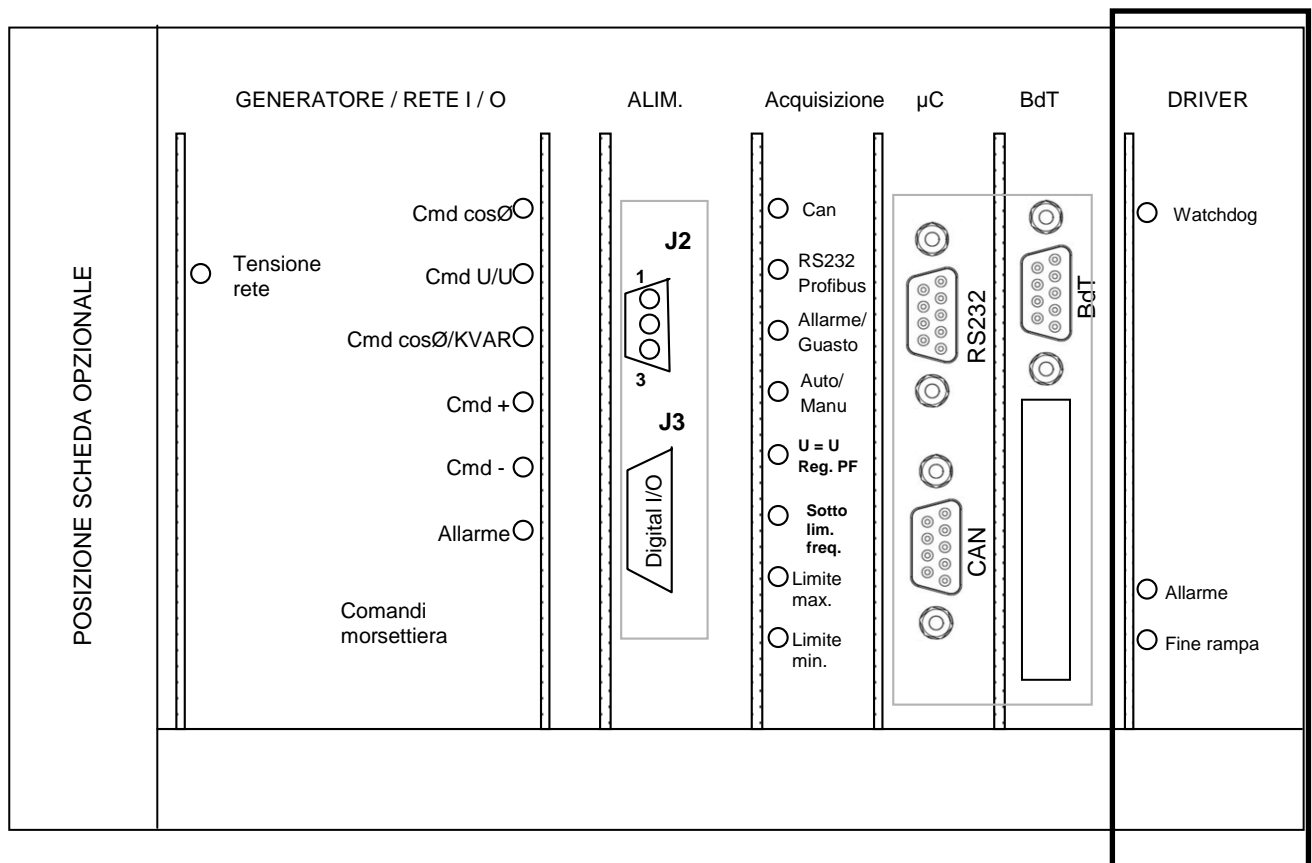 POSIZIONE SCHEDA OPZIONALE
GENERATORE / RETE I / O
ALIM.
Acquisizione
µC
BdT
DRIVER
Tensione
rete
Cmd cosØ
Cmd U/U
Cmd cosØ/KVAR
Cmd +
Cmd -
Allarme
Comandi
morsettiera
J2
1
3
J3
Digital I/O
Can
RS232
Profibus
Allarme/
Guasto
Auto/
Manu
U = U
Reg. PF
Sotto
lim.
freq.
Limite
max.
Limite
min.
RS232
CAN
BdT
Watchdog
Allarme
Fine rampa